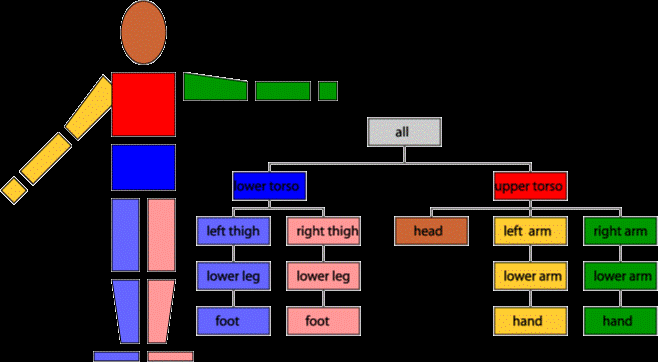 all
lower torso
upper torso
left thigh
right thigh
head
left arm
right arm
lower leg
lower leg
lower arm
lower arm
foot
foot
hand
hand